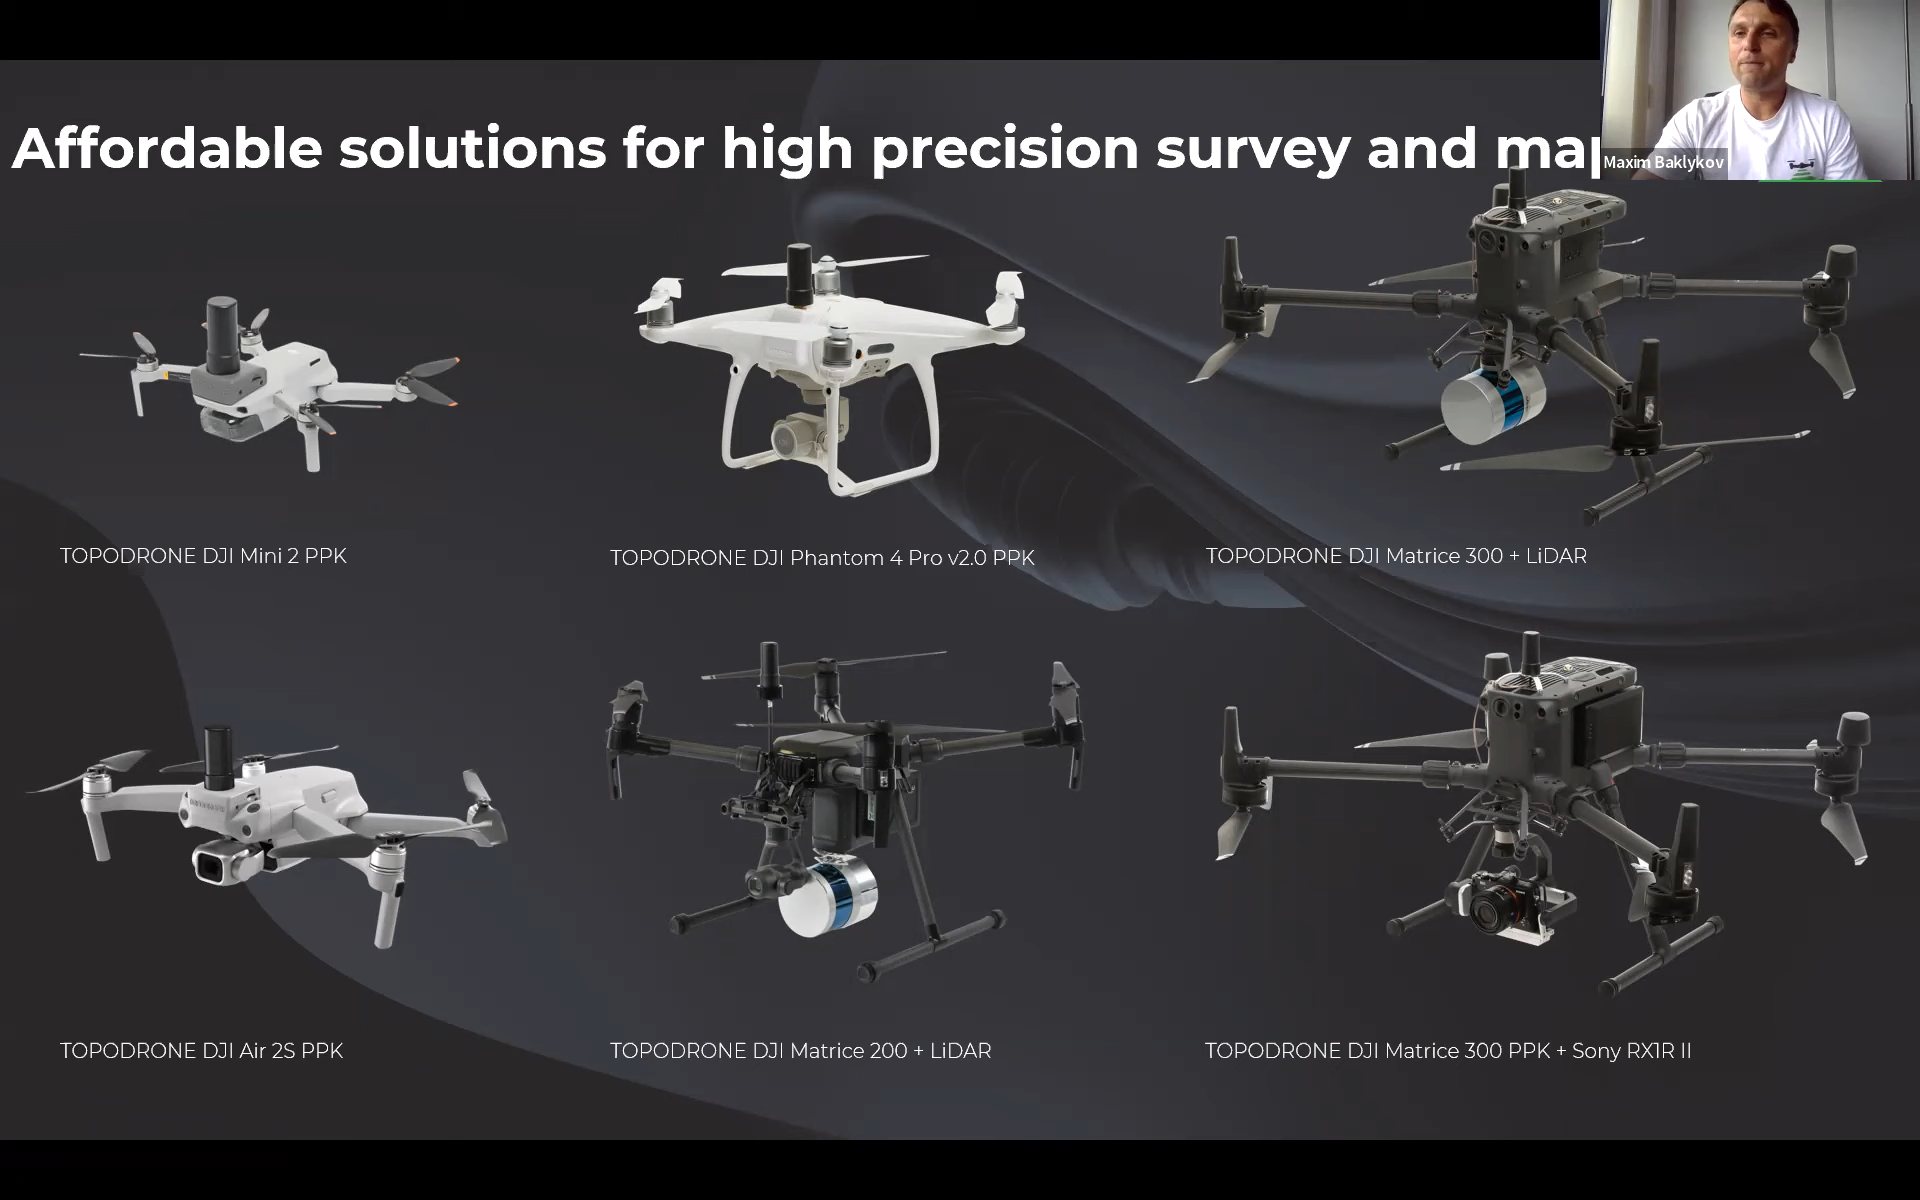 Affordable solutions for high precision survey and map
Maxim Baklykov
TOPODRONE DJI Mini 2 PPK
TOPODRONE DJI Phantom 4 Pro v2.0 PPK
TOPODRONE DJI Matrice 300 + LiDAR
TOPODRONE DJI Air 2S PPK
TOPODRONE DJI Matrice 200 + LiDAR
TOPODRONE DJI Matrice 300 PPK + Sony RX1R II